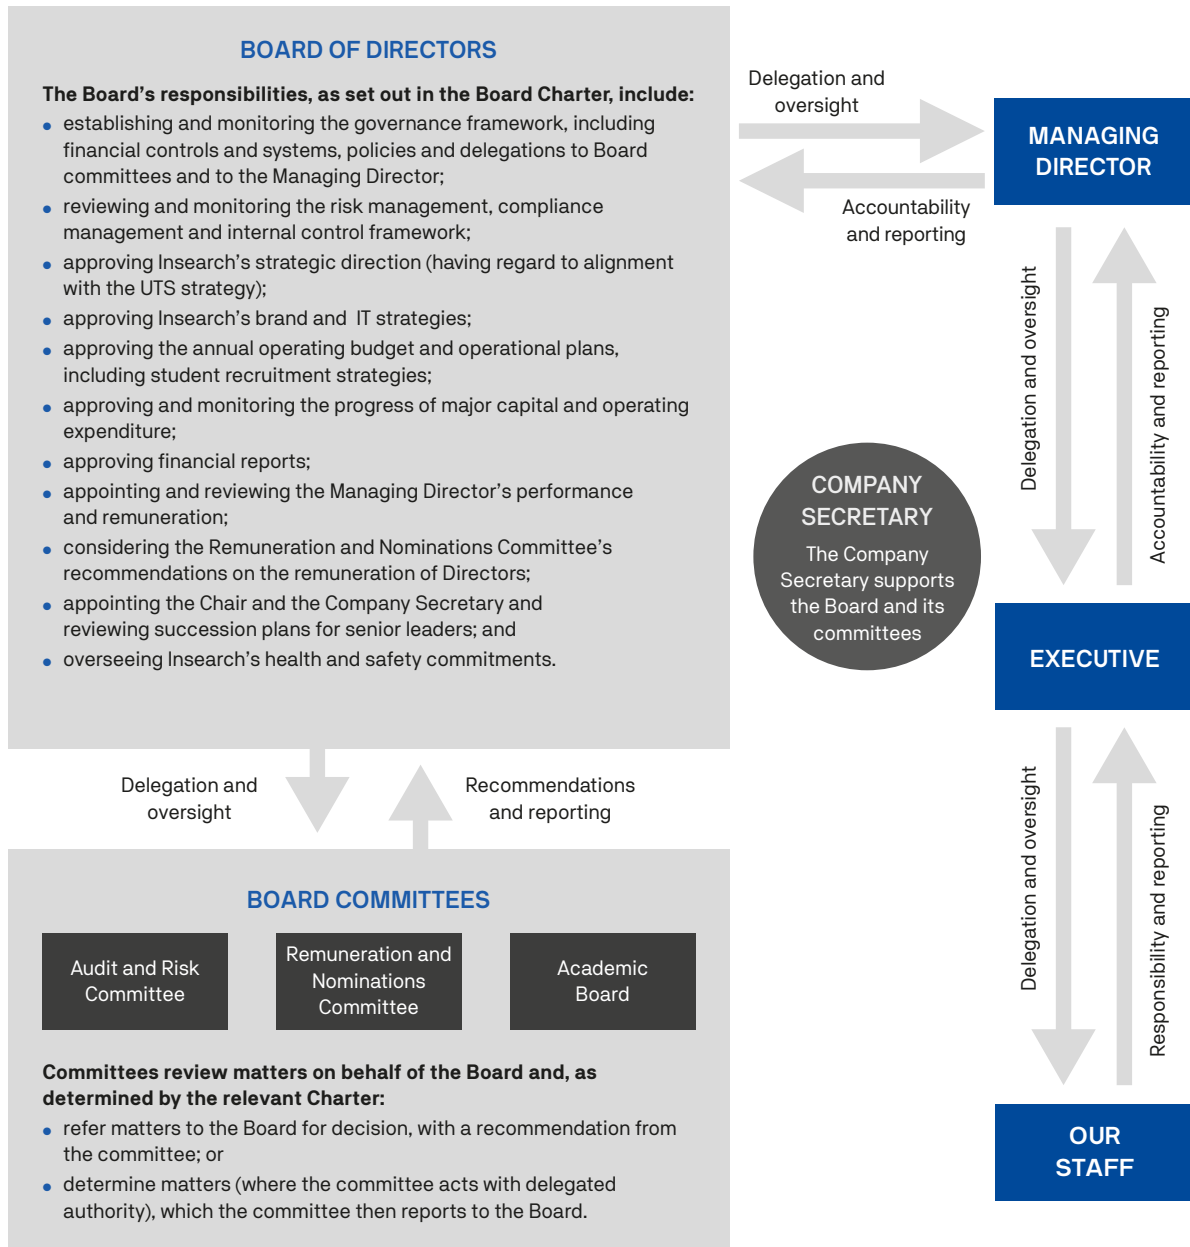 BOARD OF DIRECTORS
The Board's responsibilities, as set out in the Board Charter, include:
• establishing and monitoring the governance framework, including
financial controls and systems, policies and delegations to Board
committees and to the Managing Director;
• reviewing and monitoring the risk management, compliance
management and internal control framework;
• approving Insearch's strategic direction (having regard to alignment
with the UTS strategy);
• approving Insearch's brand and IT strategies;
• approving the annual operating budget and operational plans,
including student recruitment strategies;
• approving and monitoring the progress of major capital and operating
expenditure;
• approving financial reports;
• appointing and reviewing the Managing Director's performance
and remuneration;
• considering the Remuneration and Nominations Committee's
recommendations on the remuneration of Directors;
• appointing the Chair and the Company Secretary and
reviewing succession plans for senior leaders; and
• overseeing Insearch's health and safety commitments.
Delegation and
oversight
Accountability
and reporting
MANAGING
DIRECTOR
Delegation and oversight
Accountability and reporting
COMPANY
SECRETARY
The Company
Secretary supports
the Board and its
committees
EXECUTIVE
Delegation and
oversight
Recommendations
and reporting
Delegation and oversight
Responsibility and reporting
BOARD COMMITTEES
Audit and Risk
Committee
Remuneration and
Nominations
Committee
Academic
Board
Committees review matters on behalf of the Board and, as
determined by the relevant Charter:
• refer matters to the Board for decision, with a recommendation from
the committee; or
• determine matters (where the committee acts with delegated
authority), which the committee then reports to the Board.
OUR
STAFF